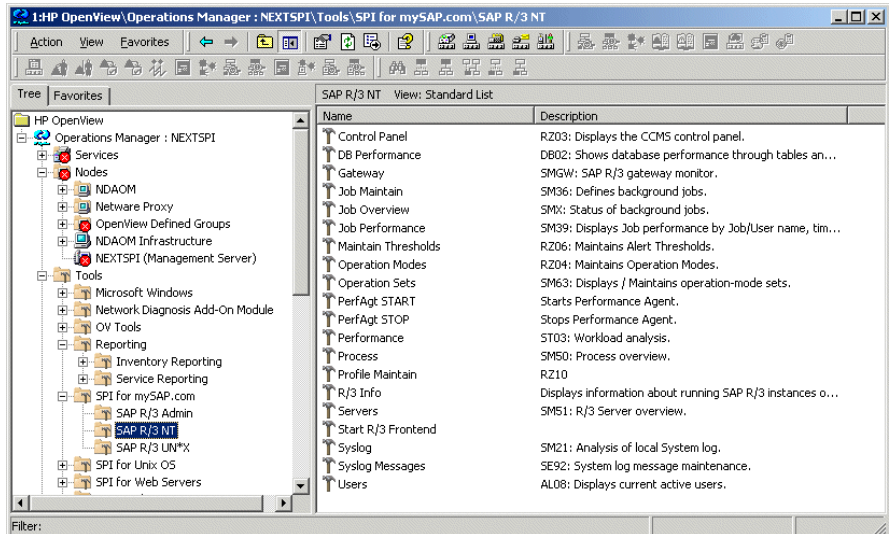 1:HP OpenView\Operations Manager : NEXTSPI\Tools\SPI for mySAP.com\SAP R/3 NT
Action View Favorites
Tree Favorites
SAP R/3 NT View: Standard List
HP OpenView
Operations Manager : NEXTSPI
Services
Nodes
NDAOM
Netware Proxy
OpenView Defined Groups
NDAOM Infrastructure
NEXTSPI (Management Server)
Tools
Microsoft Windows
Network Diagnosis Add-On Module
OV Tools
Reporting
Inventory Reporting
Service Reporting
SPI for mySAP.com
SAP R/3 Admin
SAP R/3 NT
SAP R/3 UN*X
SPI for Unix OS
SPI for Web Servers
Name Description
Control Panel RZ03: Displays the CCMS control panel.
DB Performance DB02: Shows database performance through tables an...
Gateway SMGW: SAP R/3 gateway monitor.
Job Maintain SM36: Defines background jobs.
Job Overview SMX: Status of background jobs.
Job Performance SM39: Displays Job performance by Job/User name, tim...
Maintain Thresholds RZ06: Maintains Alert Thresholds.
Operation Modes RZ04: Maintains Operation Modes.
Operation Sets SM63: Displays / Maintains operation-mode sets.
PerfAgt START Starts Performance Agent.
PerfAgt STOP Stops Performance Agent.
Performance ST03: Workload analysis.
Process SM50: Process overview.
Profile Maintain RZ10
R/3 Info Displays information about running SAP R/3 instances o...
Servers SM51: R/3 Server overview.
Start R/3 Frontend
Syslog SM21: Analysis of local System log.
Syslog Messages SE92: System log message maintenance.
Users AL08: Displays current active users.
Filter: